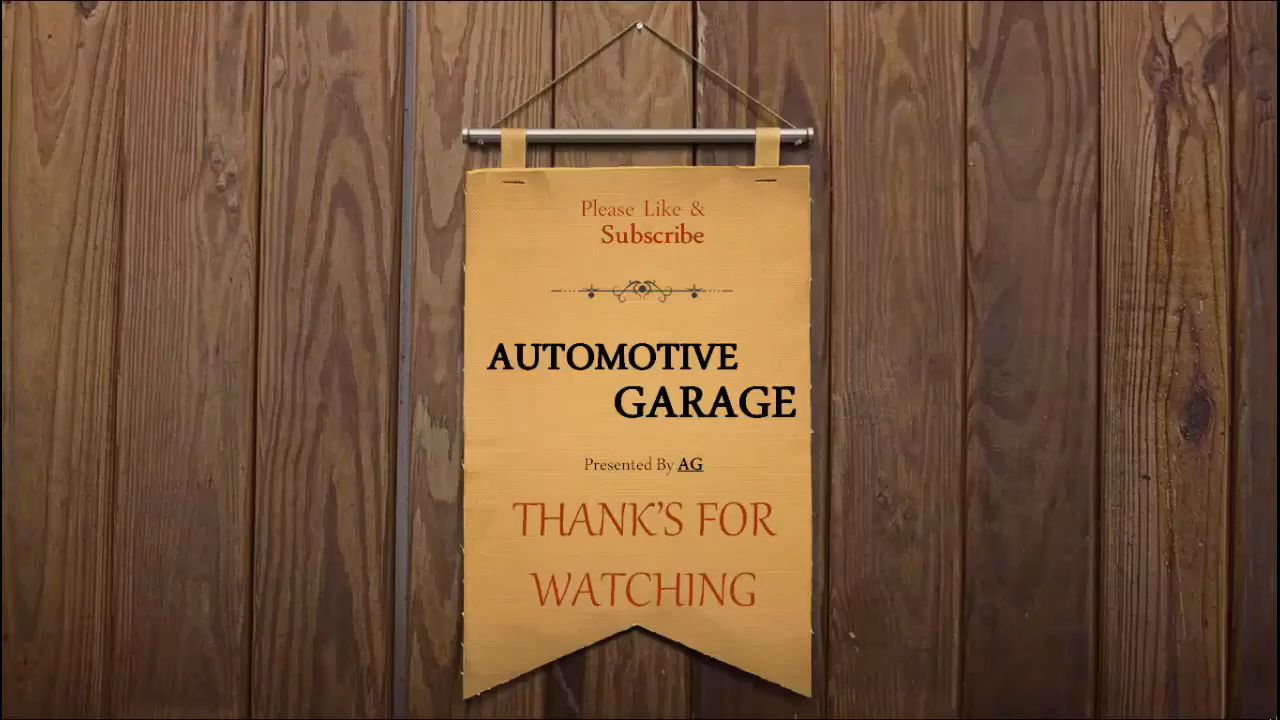 Please Like &
Subscribe
AUTOMOTIVE
GARAGE
Presented By AG
THANK'S FOR
WATCHING